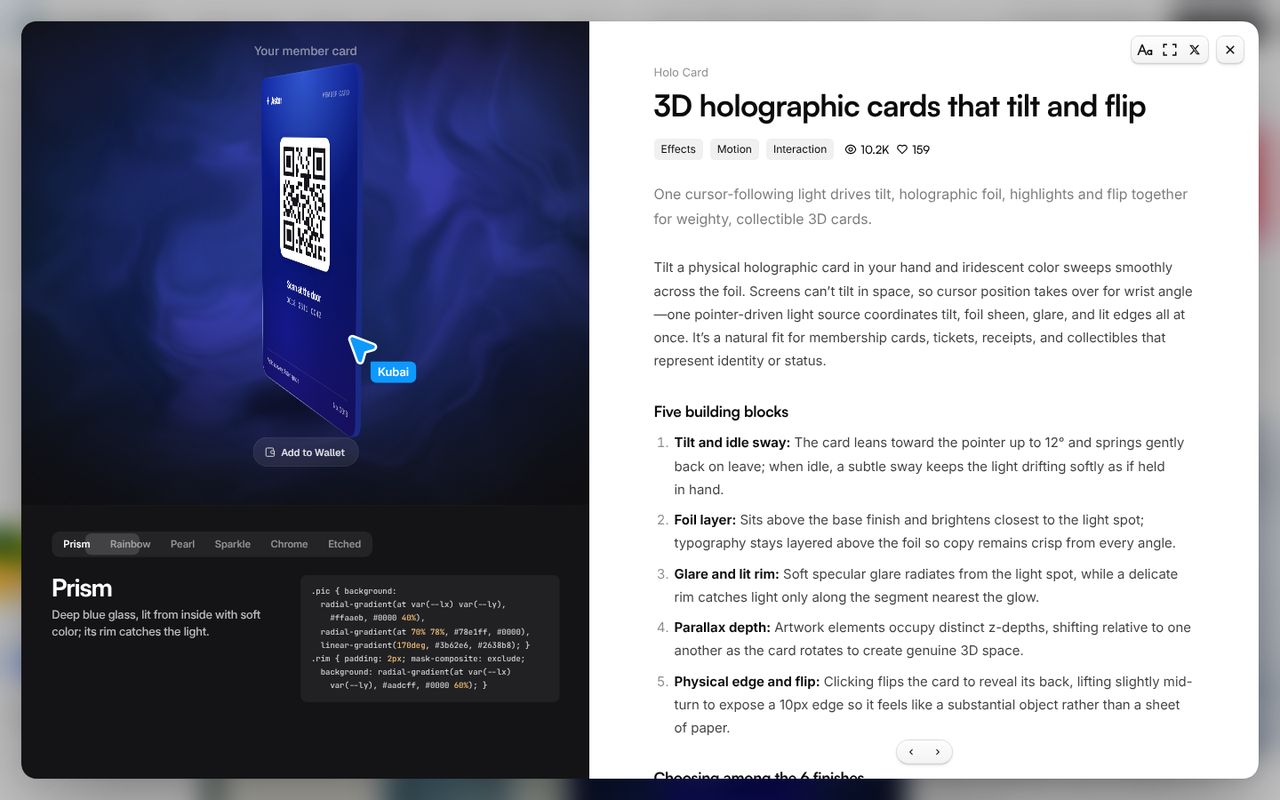 Your member card
Jester
MEMBER CARD
Scan at the door
Kubai
Add to Wallet
Prism
Rainbow
Pearl
Sparkle
Chrome
Etched
Prism
Deep blue glass, lit from inside with soft
color; its rim catches the light.
.pic { background:
radial-gradient(at var(--lx) var(--ly),
#ffaaeb, #0000 40%),
radial-gradient(at 70% 78%, #78e1ff, #0000),
linear-gradient(170deg, #3b62e6, #2638b8); }
.rim { padding: 2px; mask-composite: exclude;
background: radial-gradient(at var(--lx)
var(--ly), #aadcff, #0000 60%); }
Aa
Holo Card
3D holographic cards that tilt and flip
Effects
Motion
Interaction
10.2K
159
One cursor-following light drives tilt, holographic foil, highlights and flip together
for weighty, collectible 3D cards.
Tilt a physical holographic card in your hand and iridescent color sweeps smoothly
across the foil. Screens can’t tilt in space, so cursor position takes over for wrist angle
—one pointer-driven light source coordinates tilt, foil sheen, glare, and lit edges all at
once. It’s a natural fit for membership cards, tickets, receipts, and collectibles that
represent identity or status.
Five building blocks
1. Tilt and idle sway: The card leans toward the pointer up to 12° and springs gently
back on leave; when idle, a subtle sway keeps the light drifting softly as if held
in hand.
2. Foil layer: Sits above the base finish and brightens closest to the light spot;
typography stays layered above the foil so copy remains crisp from every angle.
3. Glare and lit rim: Soft specular glare radiates from the light spot, while a delicate
rim catches light only along the segment nearest the glow.
4. Parallax depth: Artwork elements occupy distinct z-depths, shifting relative to one
another as the card rotates to create genuine 3D space.
5. Physical edge and flip: Clicking flips the card to reveal its back, lifting slightly mid-
turn to expose a 10px edge so it feels like a substantial object rather than a sheet
of paper.
Choosing among the 6 finishes